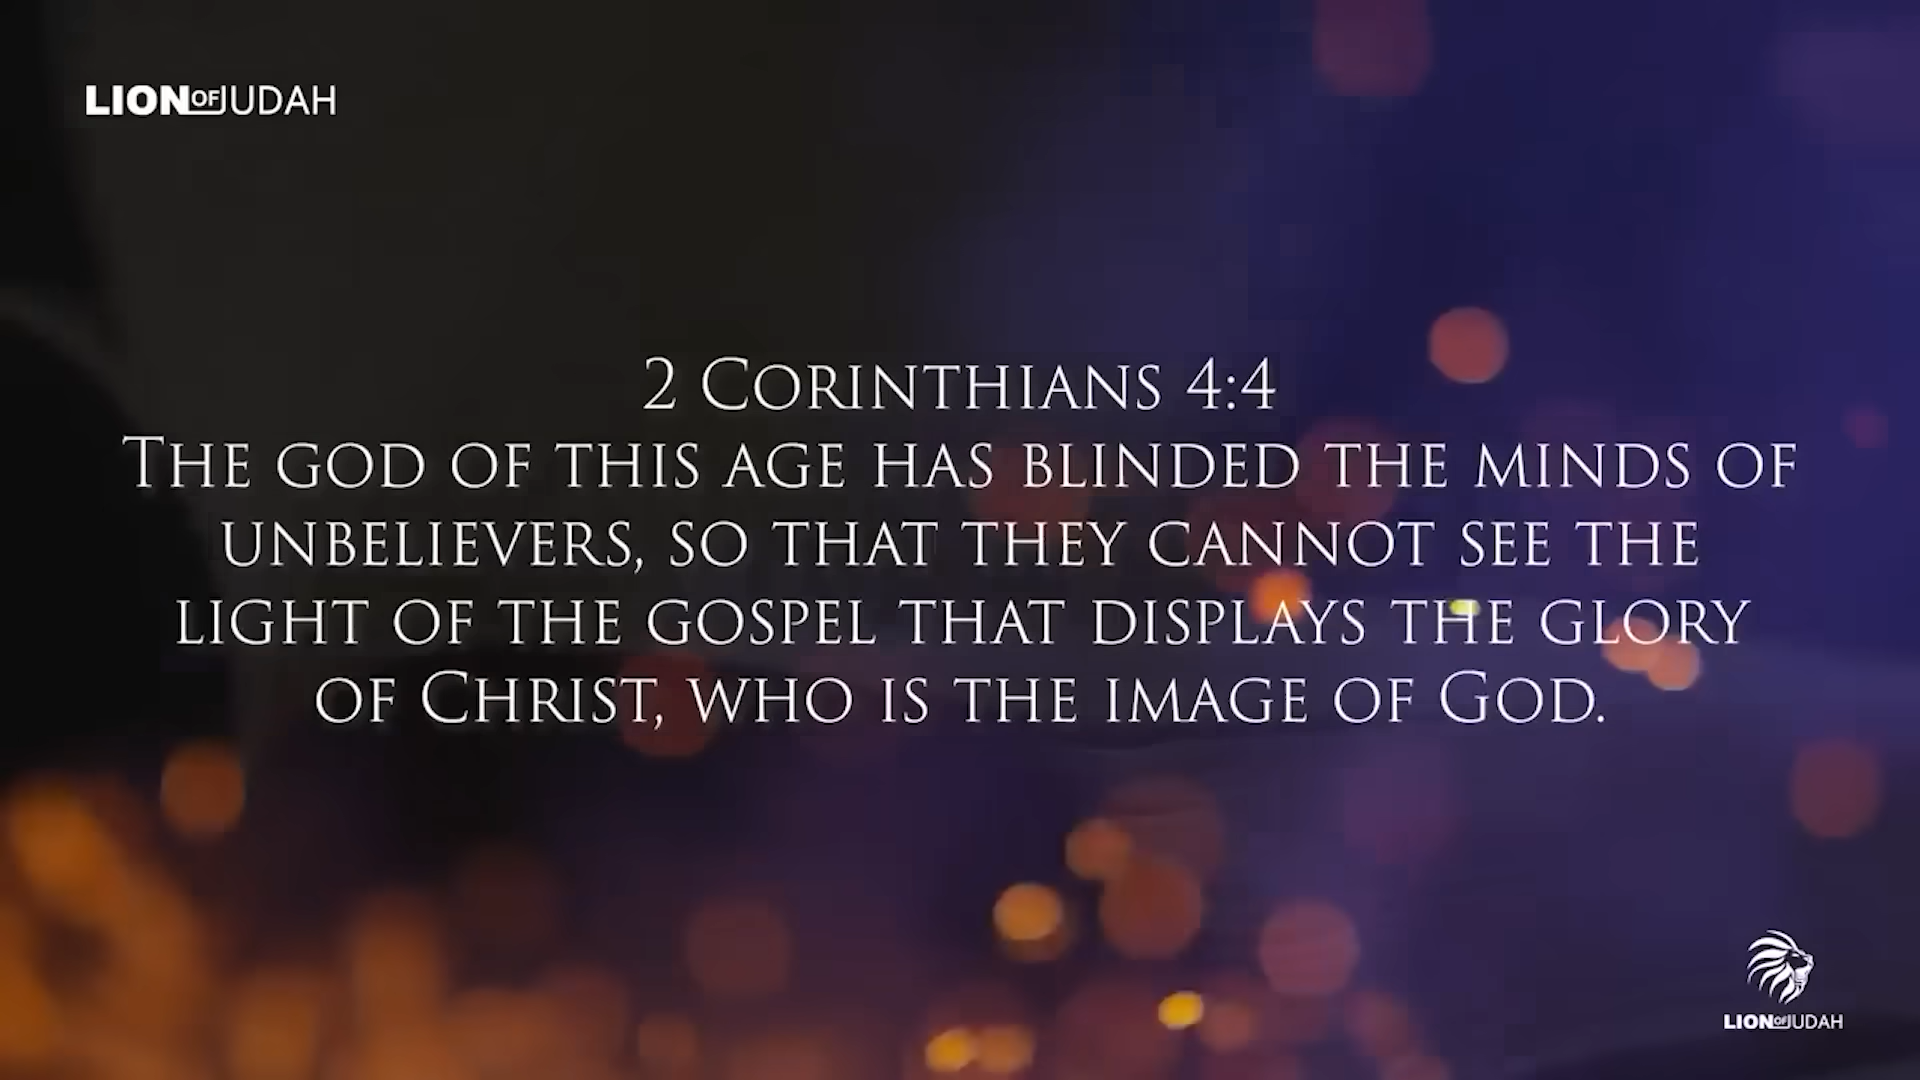 LION OF JUDAH
2 Corinthians 4:4
The god of this age has blinded the minds of
unbelievers, so that they cannot see the
light of the gospel that displays the glory
of Christ, who is the image of God.
LION OF JUDAH